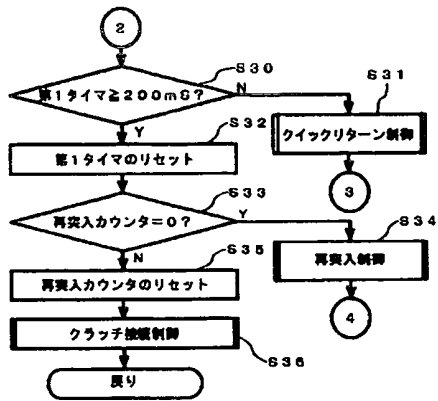 2
S30
第1タイマ≧200mS?
N
S31
クイックリターン制御
3
Y
S32
第1タイマのリセット
S33
再突入カウンタ=0?
Y
S34
再突入制御
4
N
S35
再突入カウンタのリセット
クラッチ接続制御
S36
戻り